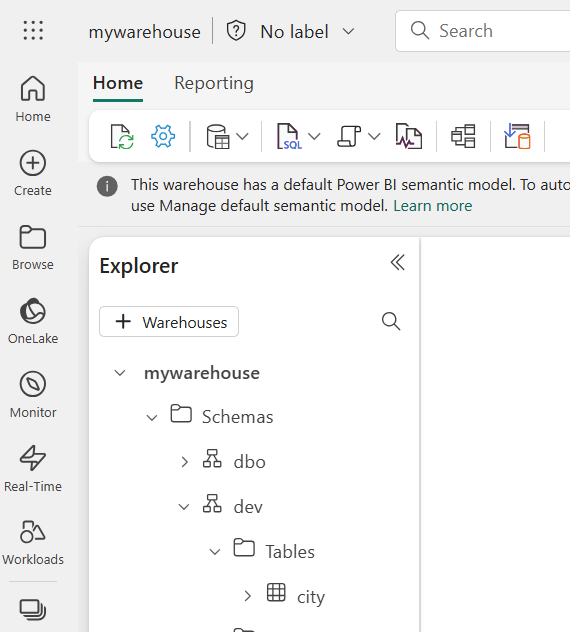 mywarehouse
No label
Search
Home
Create
Browse
OneLake
Monitor
Real-Time
Workloads
Home Reporting
SQL
This warehouse has a default Power BI semantic model. To auto
use Manage default semantic model. Learn more
Explorer
+ Warehouses
mywarehouse
Schemas
dbo
dev
Tables
city